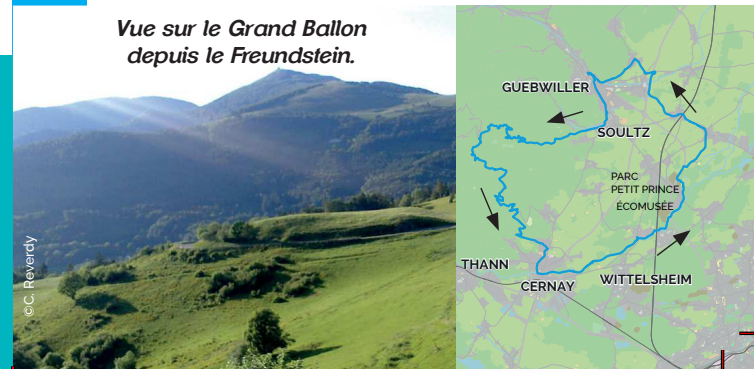 Vue sur le Grand Ballon
depuis le Freundstein.
©C. Reverdy
GUEBWILLER
SOULTZ
PARC
PETIT PRINCE
ÉCOMUSÉE
THANN
CERNAY
WITTELSHEIM